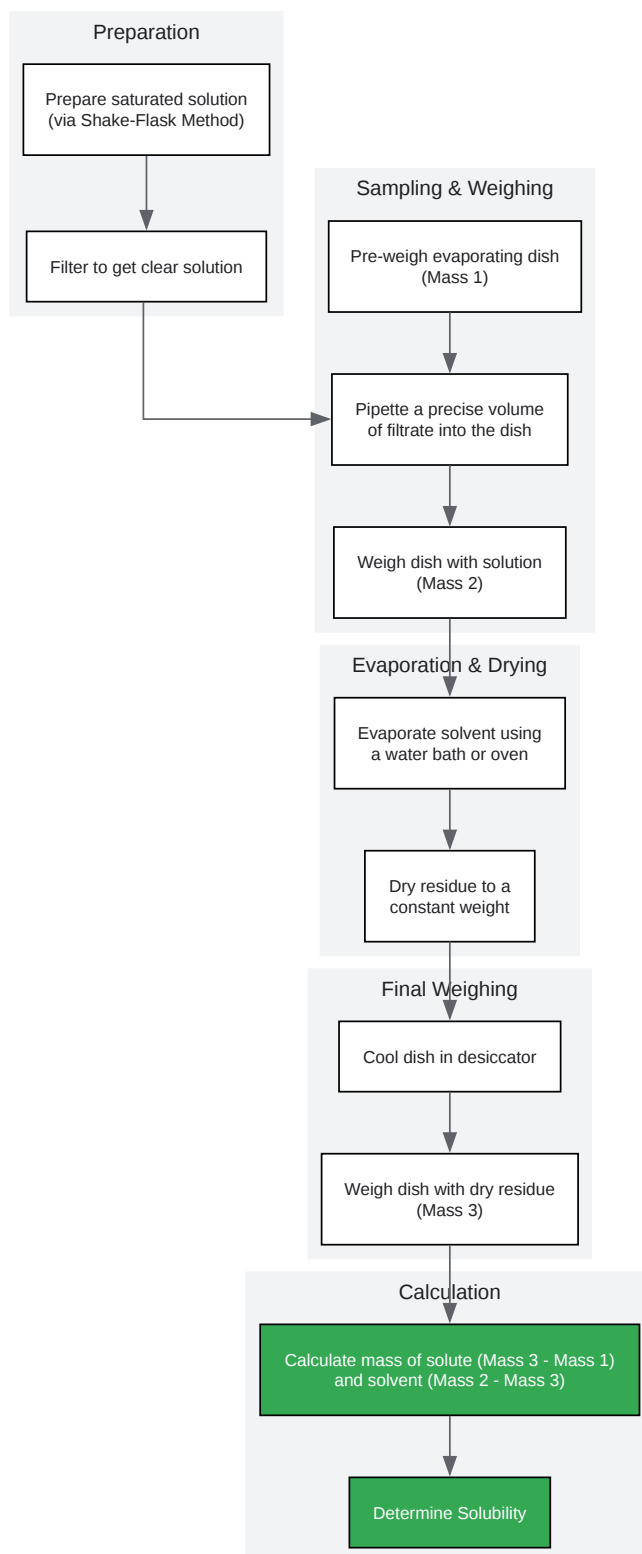 Preparation
Prepare saturated solution
(via Shake-Flask Method)
Filter to get clear solution
Sampling & Weighing
Pre-weigh evaporating dish
(Mass 1)
Pipette a precise volume
of filtrate into the dish
Weigh dish with solution
(Mass 2)
Evaporation & Drying
Evaporate solvent using
a water bath or oven
Dry residue to a
constant weight
Final Weighing
Cool dish in desiccator
Weigh dish with dry residue
(Mass 3)
Calculation
Calculate mass of solute (Mass 3 - Mass 1)
and solvent (Mass 2 - Mass 3)
Determine Solubility